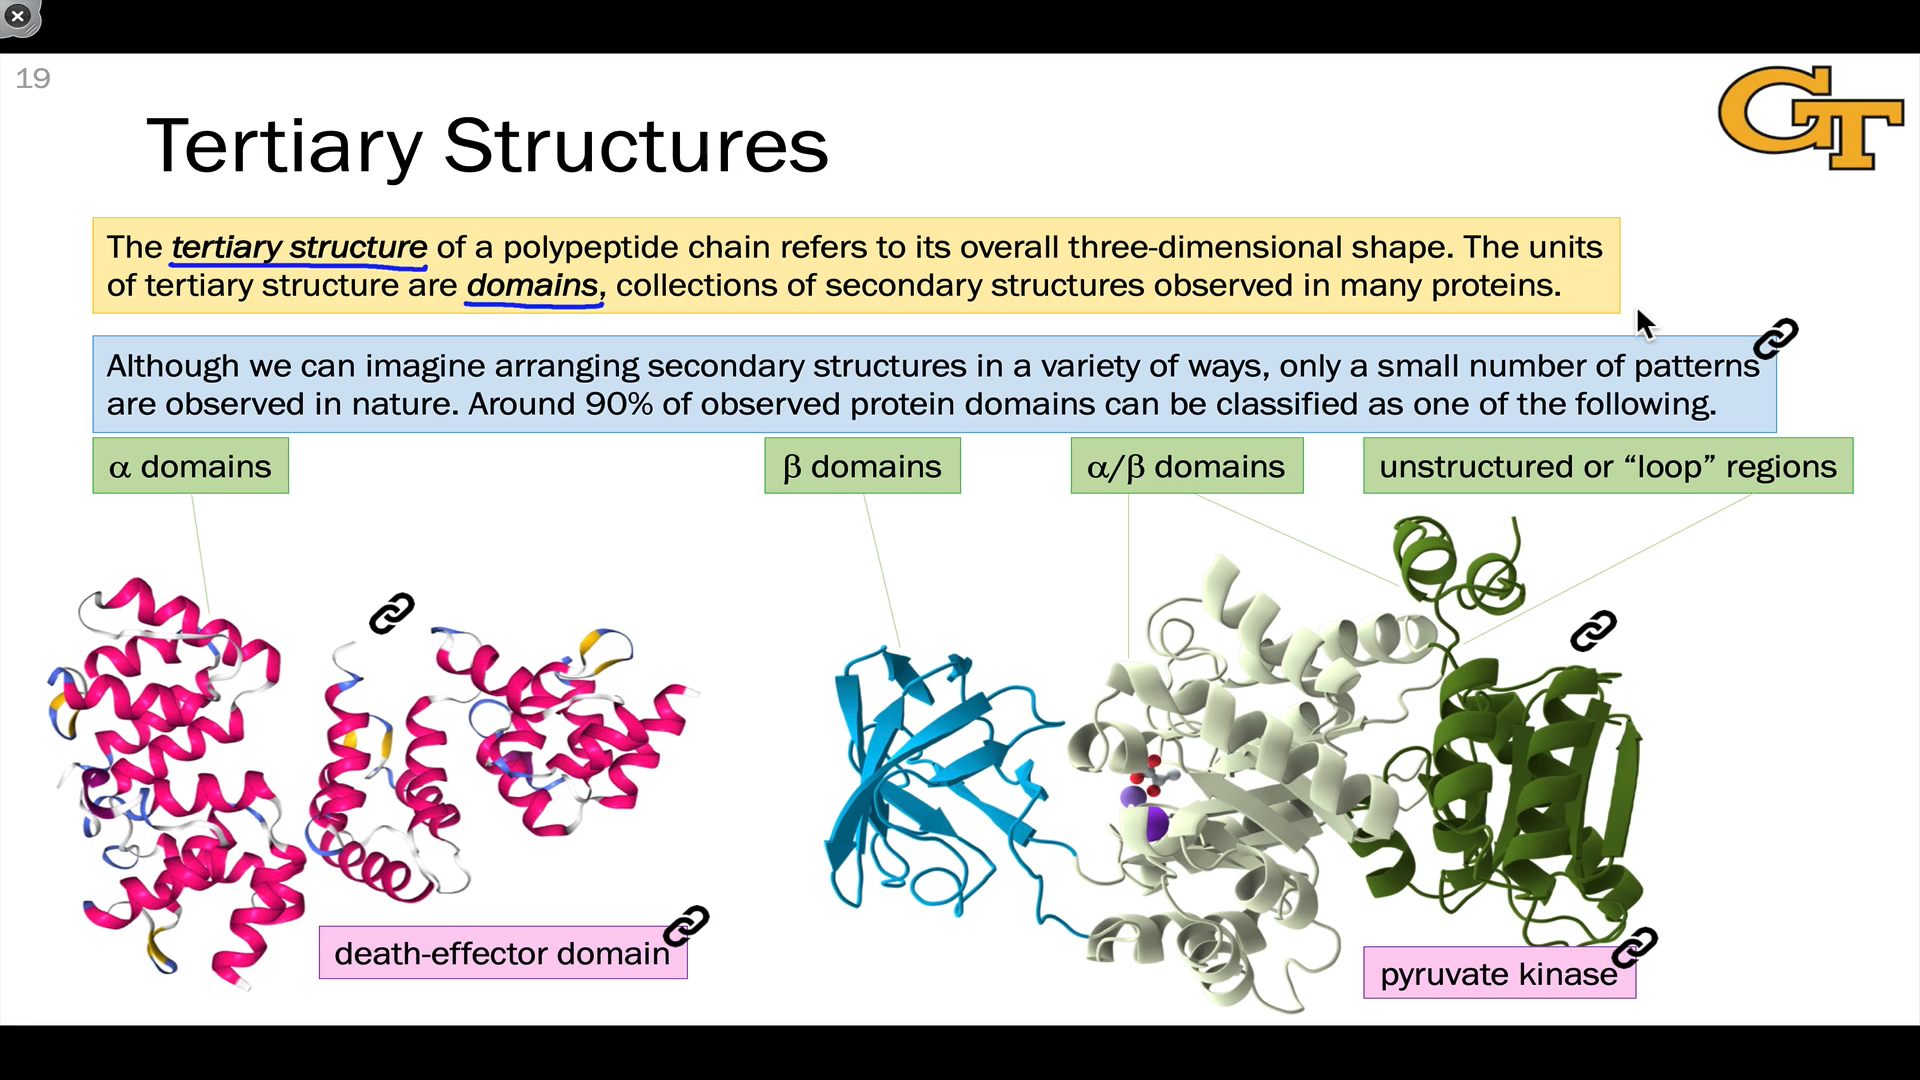 19
GT
Tertiary Structures
The tertiary structure of a polypeptide chain refers to its overall three-dimensional shape. The units
of tertiary structure are domains, collections of secondary structures observed in many proteins.
Although we can imagine arranging secondary structures in a variety of ways, only a small number of patterns
are observed in nature. Around 90% of observed protein domains can be classified as one of the following.
α domains
β domains
α/β domains
unstructured or “loop” regions
death-effector domain
pyruvate kinase